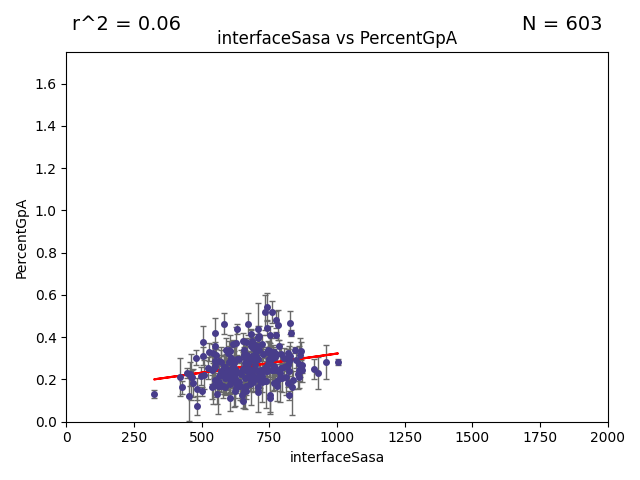 r^2 = 0.06
N = 603
interfaceSasa vs PercentGpA
PercentGpA
1.6
1.4
1.2
1.0
0.8
0.6
0.4
0.2
0.0
0 250 500 750 1000 1250 1500 1750 2000
interfaceSasa